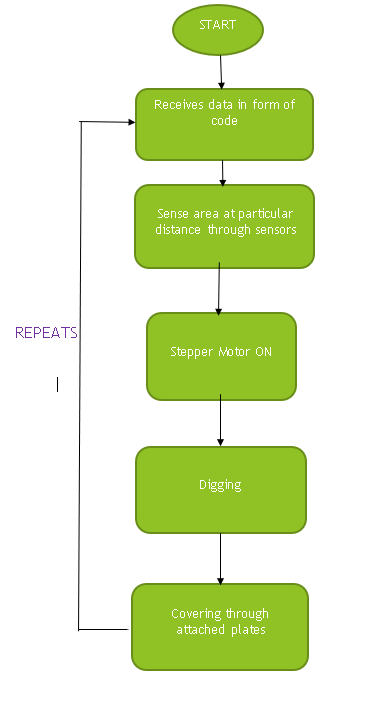 START
Receives data in form of
code
Sense area at particular
distance through sensors
REPEATS
Stepper Motor ON
Digging
Covering through
attached plates